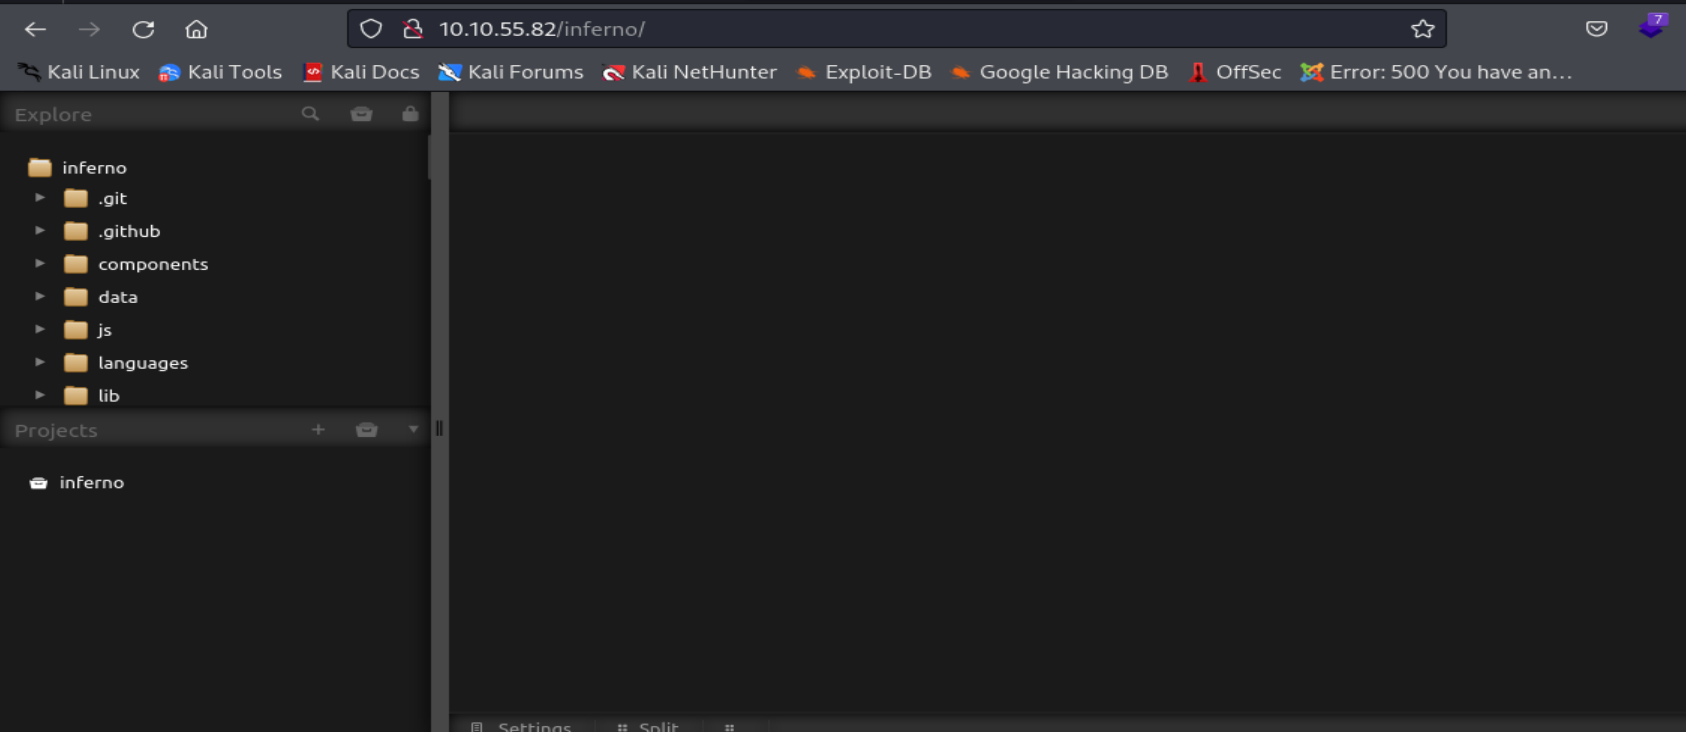 10.10.55.82/inferno/
7
Kali Linux Kali Tools Kali Docs Kali Forums Kali NetHunter Exploit-DB Google Hacking DB OffSec Error: 500 You have an...
Explore
inferno
.git
.github
components
data
js
languages
lib
Projects
inferno
Settings Split